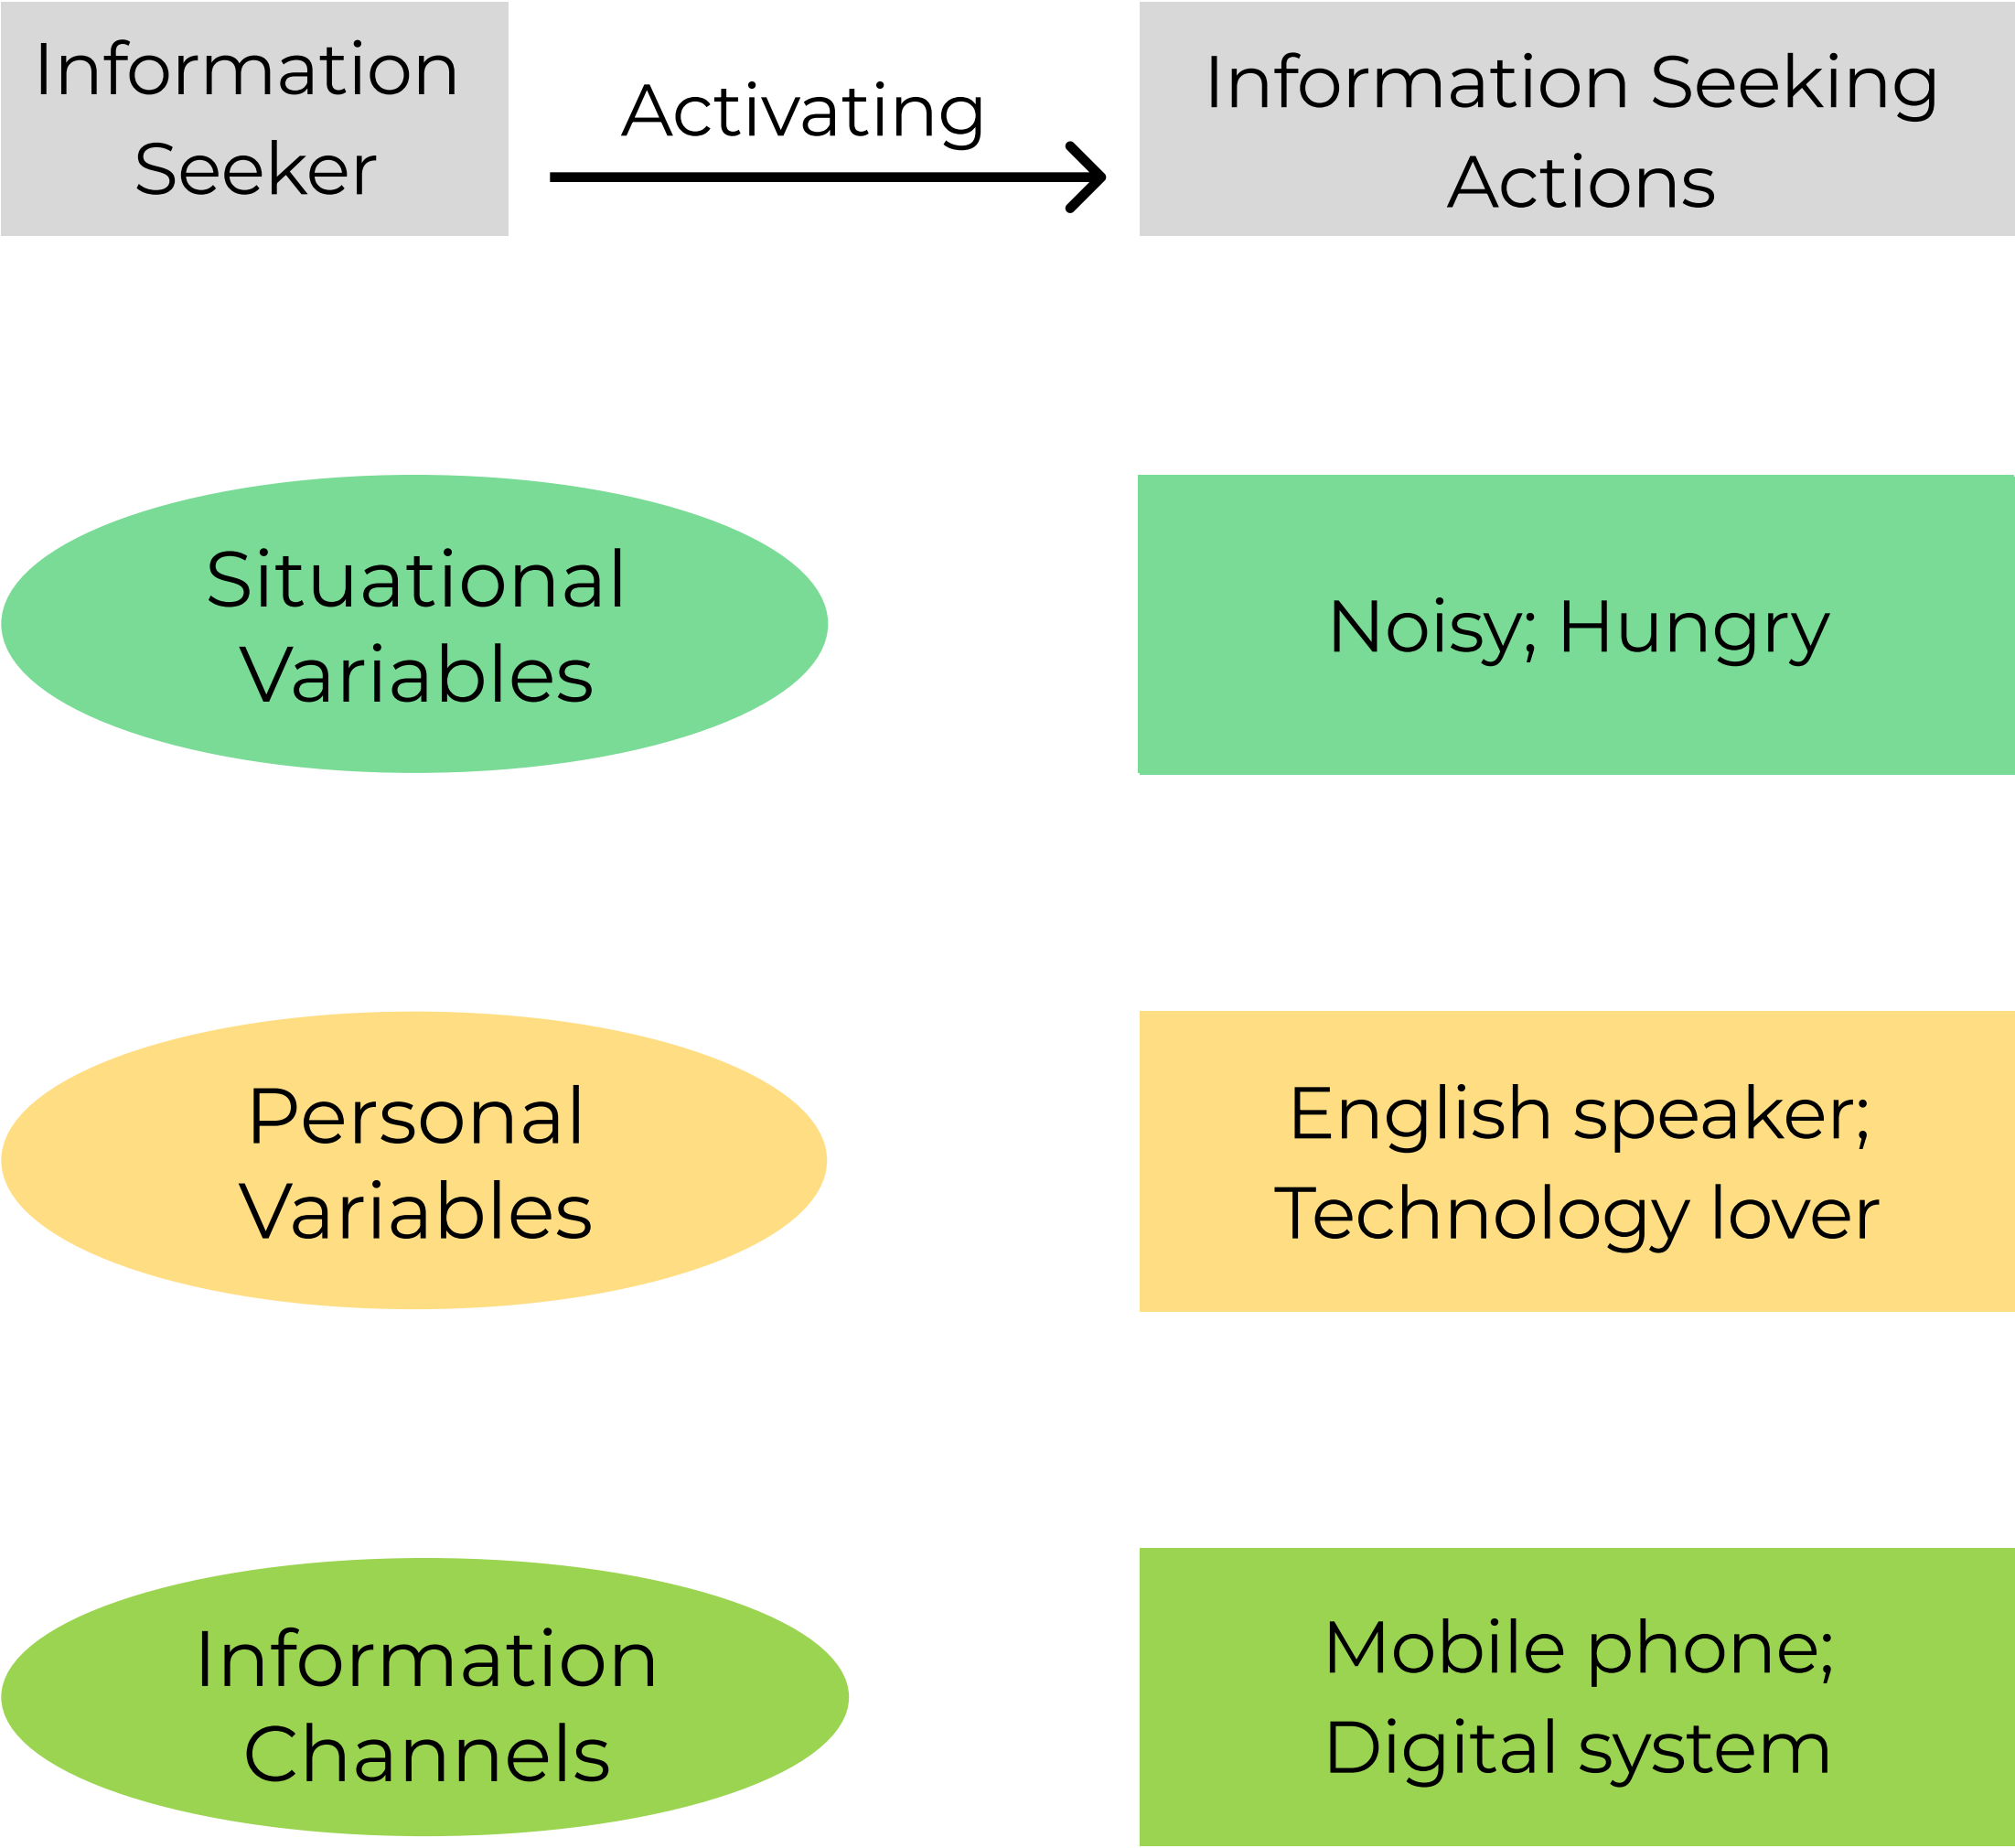 Information
Seeker
Activating
Information Seeking
Actions
Situational
Variables
Noisy; Hungry
Personal
Variables
English speaker;
Technology lover
Information
Channels
Mobile phone;
Digital system